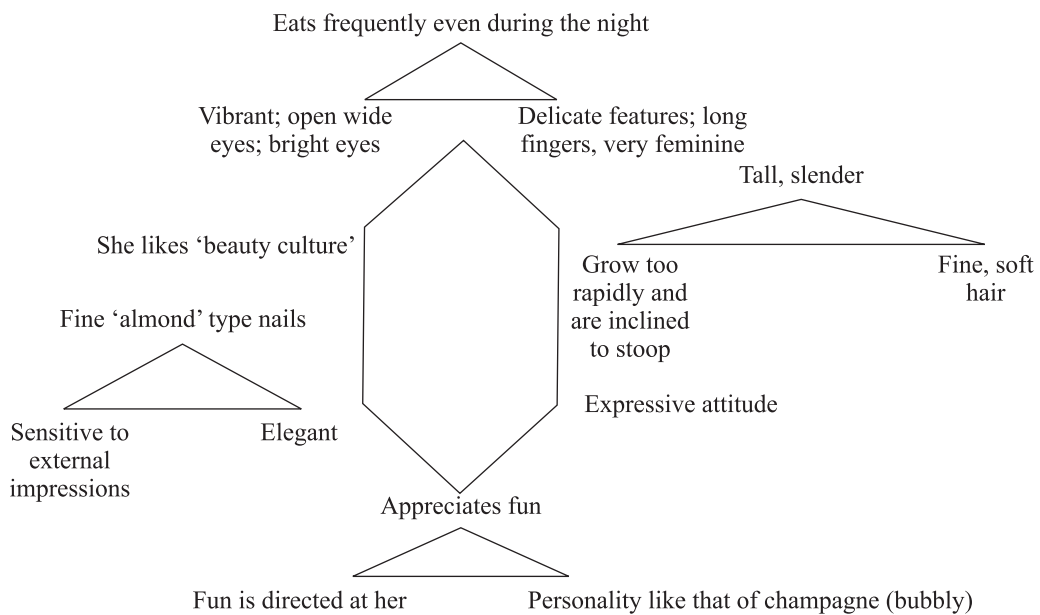 Eats frequently even during the night
Vibrant; open wide
eyes; bright eyes
Delicate features; long
fingers, very feminine
Tall, slender
She likes ‘beauty culture’
Grow too
rapidly and
are inclined
to stoop
Fine, soft
hair
Fine ‘almond’ type nails
Expressive attitude
Sensitive to
external
impressions
Elegant
Appreciates fun
Fun is directed at her
Personality like that of champagne (bubbly)